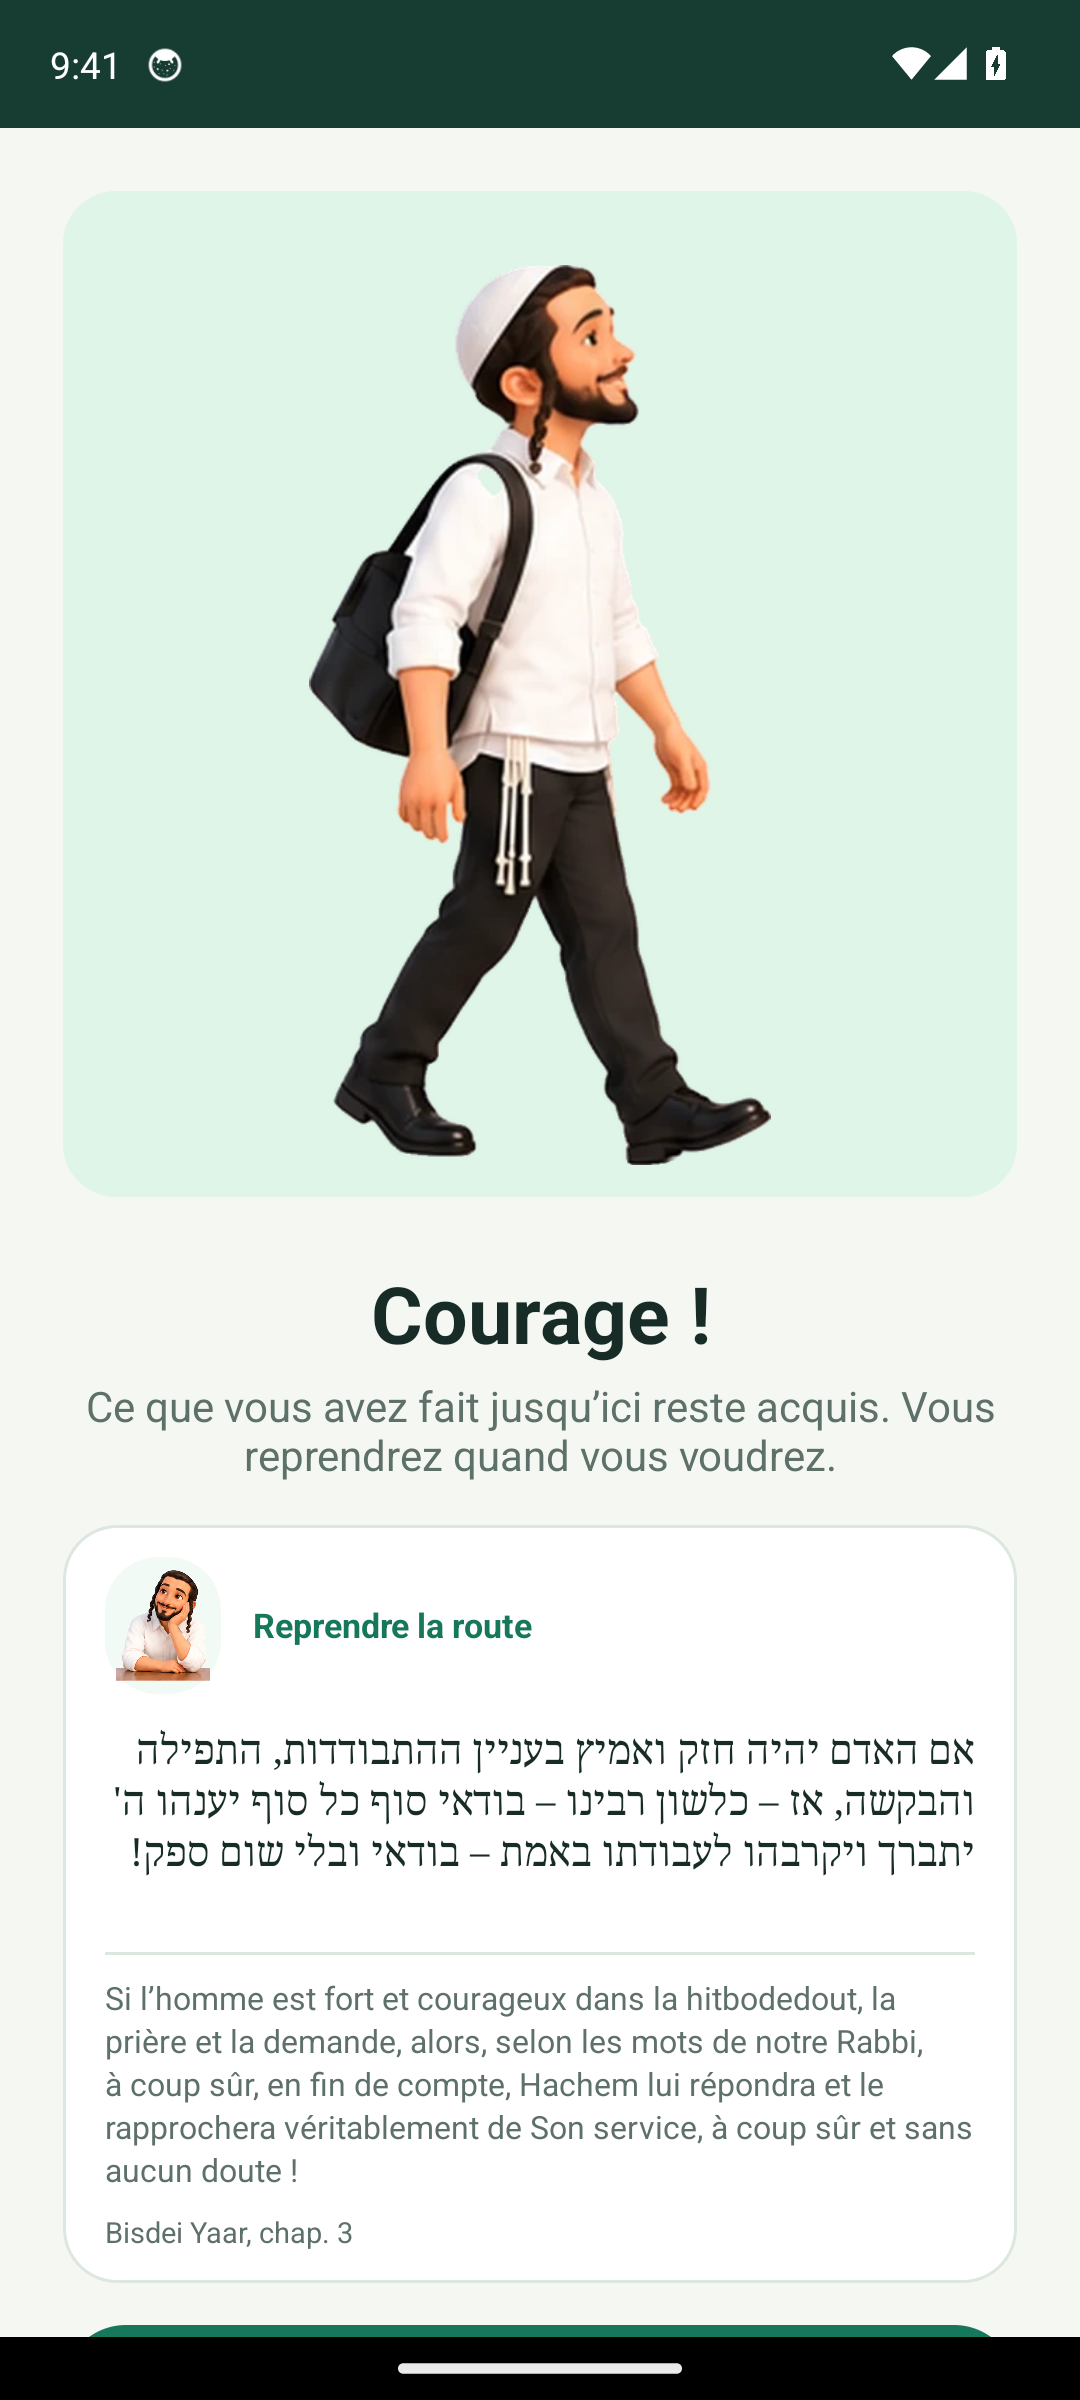 9:41
Courage !
Ce que vous avez fait jusqu’ici reste acquis. Vous
reprendrez quand vous voudrez.
Reprendre la route
אם האדם יהיה חזק ואמיץ בעניין ההתבודדות, התפילה
והבקשה, אז – כלשון רבינו – בודאי סוף כל סוף יענהו ה'
יתברך ויקרבהו לעבודתו באמת – בודאי ובלי שום ספק!
Si l’homme est fort et courageux dans la hitbodedout, la
prière et la demande, alors, selon les mots de notre Rabbi,
à coup sûr, en fin de compte, Hachem lui répondra et le
rapprochera véritablement de Son service, à coup sûr et sans
aucun doute !
Bisdei Yaar, chap. 3